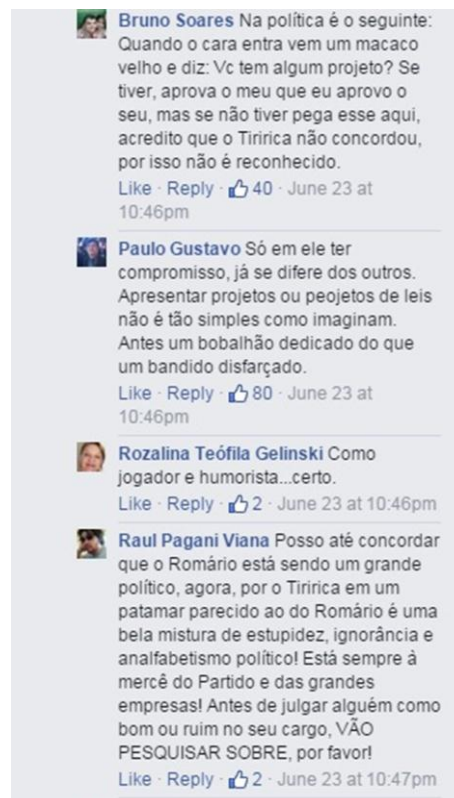 Bruno Soares Na política é o seguinte:
Quando o cara entra vem um macaco
velho e diz: Vc tem algum projeto? Se
tiver, aprova o meu que eu aprovo o
seu, mas se não tiver pega esse aqui,
acredito que o Tiririca não concordou,
por isso não é reconhecido.
Like · Reply · 40 · June 23 at
10:46pm
Paulo Gustavo Só em ele ter
compromisso, já se difere dos outros.
Apresentar projetos ou peojetos de leis
não é tão simples como imaginam.
Antes um bobalhão dedicado do que
um bandido disfarçado.
Like · Reply · 80 · June 23 at
10:46pm
Rozalina Teófila Gelinski Como
jogador e humorista...certo.
Like · Reply · 2 · June 23 at 10:46pm
Raul Pagani Viana Posso até concordar
que o Romário está sendo um grande
político, agora, por o Tiririca em um
patamar parecido ao do Romário é uma
bela mistura de estupidez, ignorância e
analfabetismo político! Está sempre à
mercê do Partido e das grandes
empresas! Antes de julgar alguém como
bom ou ruim no seu cargo, VÃO
PESQUISAR SOBRE, por favor!
Like · Reply · 2 · June 23 at 10:47pm